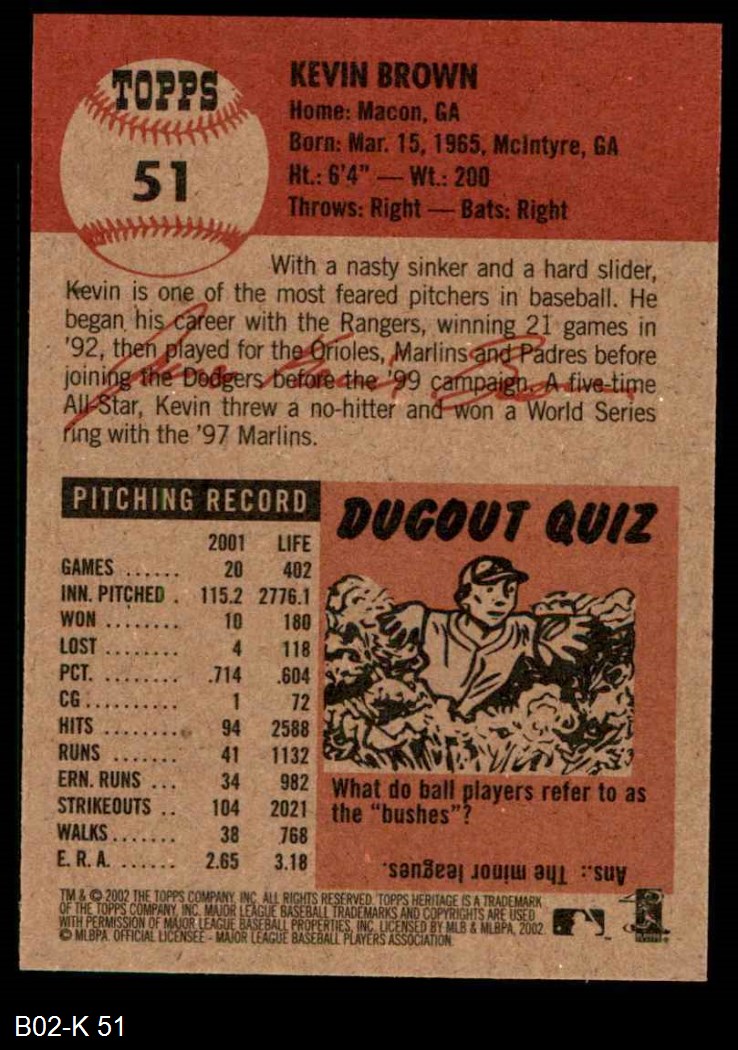 TOPPS
51
KEVIN BROWN
Home: Macon, GA
Born: Mar. 15, 1965, McIntyre, GA
Ht.: 6'4" — Wt.: 200
Throws: Right — Bats: Right
With a nasty sinker and a hard slider,
Kevin is one of the most feared pitchers in baseball. He
began his career with the Rangers, winning 21 games in
'92, then played for the Orioles, Marlins and Padres before
joining the Dodgers before the '99 campaign. A five-time
All-Star, Kevin threw a no-hitter and won a World Series
ring with the '97 Marlins.
PITCHING RECORD
2001 LIFE
GAMES ...... 20 402
INN. PITCHED . 115.2 2776.1
WON ........ 10 180
LOST ........ 4 118
PCT. ........ .714 .604
CG .......... 1 72
HITS ........ 94 2588
RUNS ....... 41 1132
ERN. RUNS ... 34 982
STRIKEOUTS .. 104 2021
WALKS ....... 38 768
E. R. A. ...... 2.65 3.18
DUGOUT QUIZ
What do ball players refer to as
the "bushes"?
Ans.: The minor leagues.
TM & © 2002 THE TOPPS COMPANY, INC. ALL RIGHTS RESERVED. TOPPS HERITAGE IS A TRADEMARK
OF THE TOPPS COMPANY, INC. MAJOR LEAGUE BASEBALL TRADEMARKS AND COPYRIGHTS ARE USED
WITH PERMISSION OF MAJOR LEAGUE BASEBALL PROPERTIES, INC. LICENSED BY MLB & MLBPA, 2002
© MLBPA. OFFICIAL LICENSEE - MAJOR LEAGUE BASEBALL PLAYERS ASSOCIATION.
B02-K 51